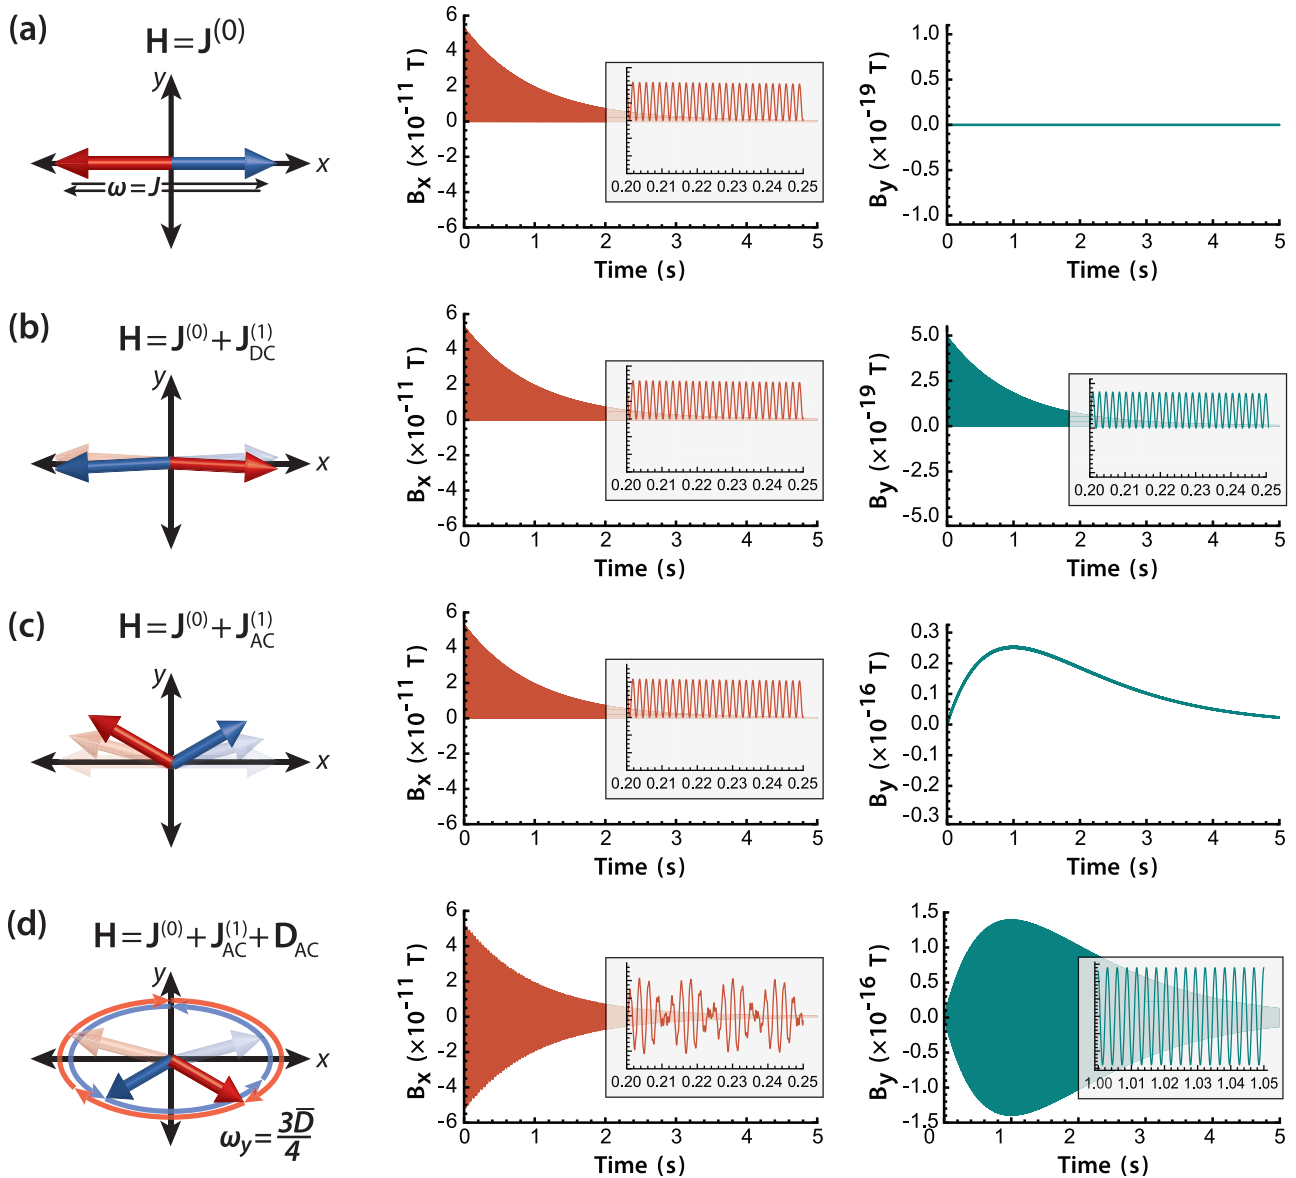 (a)
H = J(0)
y
x
ω = J
Bx (×10-11 T)
6
4
2
0
-2
-4
-6
0 1 2 3 4 5
Time (s)
0.20 0.21 0.22 0.23 0.24 0.25
By (×10-19 T)
1.0
0.5
0.0
-0.5
-1.0
0 1 2 3 4 5
Time (s)
(b)
H = J(0) + J(1)DC
y
x
Bx (×10-11 T)
6
4
2
0
-2
-4
-6
0 1 2 3 4 5
Time (s)
0.20 0.21 0.22 0.23 0.24 0.25
By (×10-19 T)
5.0
2.5
0.0
-2.5
-5.0
0 1 2 3 4 5
Time (s)
0.20 0.21 0.22 0.23 0.24 0.25
(c)
H = J(0) + J(1)AC
y
x
Bx (×10-11 T)
6
4
2
0
-2
-4
-6
0 1 2 3 4 5
Time (s)
0.20 0.21 0.22 0.23 0.24 0.25
By (×10-16 T)
0.3
0.2
0.1
0.0
-0.1
-0.2
-0.3
0 1 2 3 4 5
Time (s)
(d)
H = J(0) + J(1)AC + DAC
y
x
ωy = 3D̅/4
Bx (×10-11 T)
6
4
2
0
-2
-4
-6
0 1 2 3 4 5
Time (s)
0.20 0.21 0.22 0.23 0.24 0.25
By (×10-16 T)
1.5
1.0
0.5
0.0
-0.5
-1.0
-1.5
0 1 2 3 4 5
Time (s)
1.00 1.01 1.02 1.03 1.04 1.05